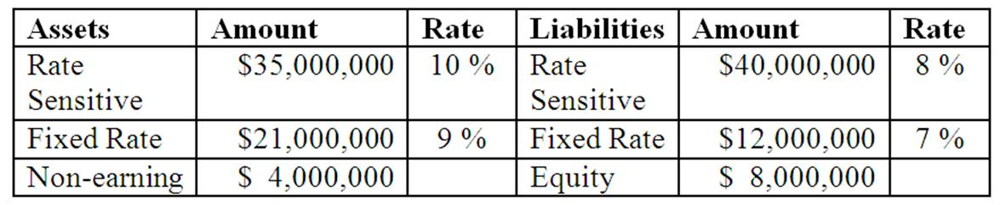 Assets Amount Rate Liabilities Amount Rate
Rate $35,000,000 10 % Rate $40,000,000 8 %
Sensitive Sensitive
Fixed Rate $21,000,000 9 % Fixed Rate $12,000,000 7 %
Non-earning $ 4,000,000 Equity $ 8,000,000